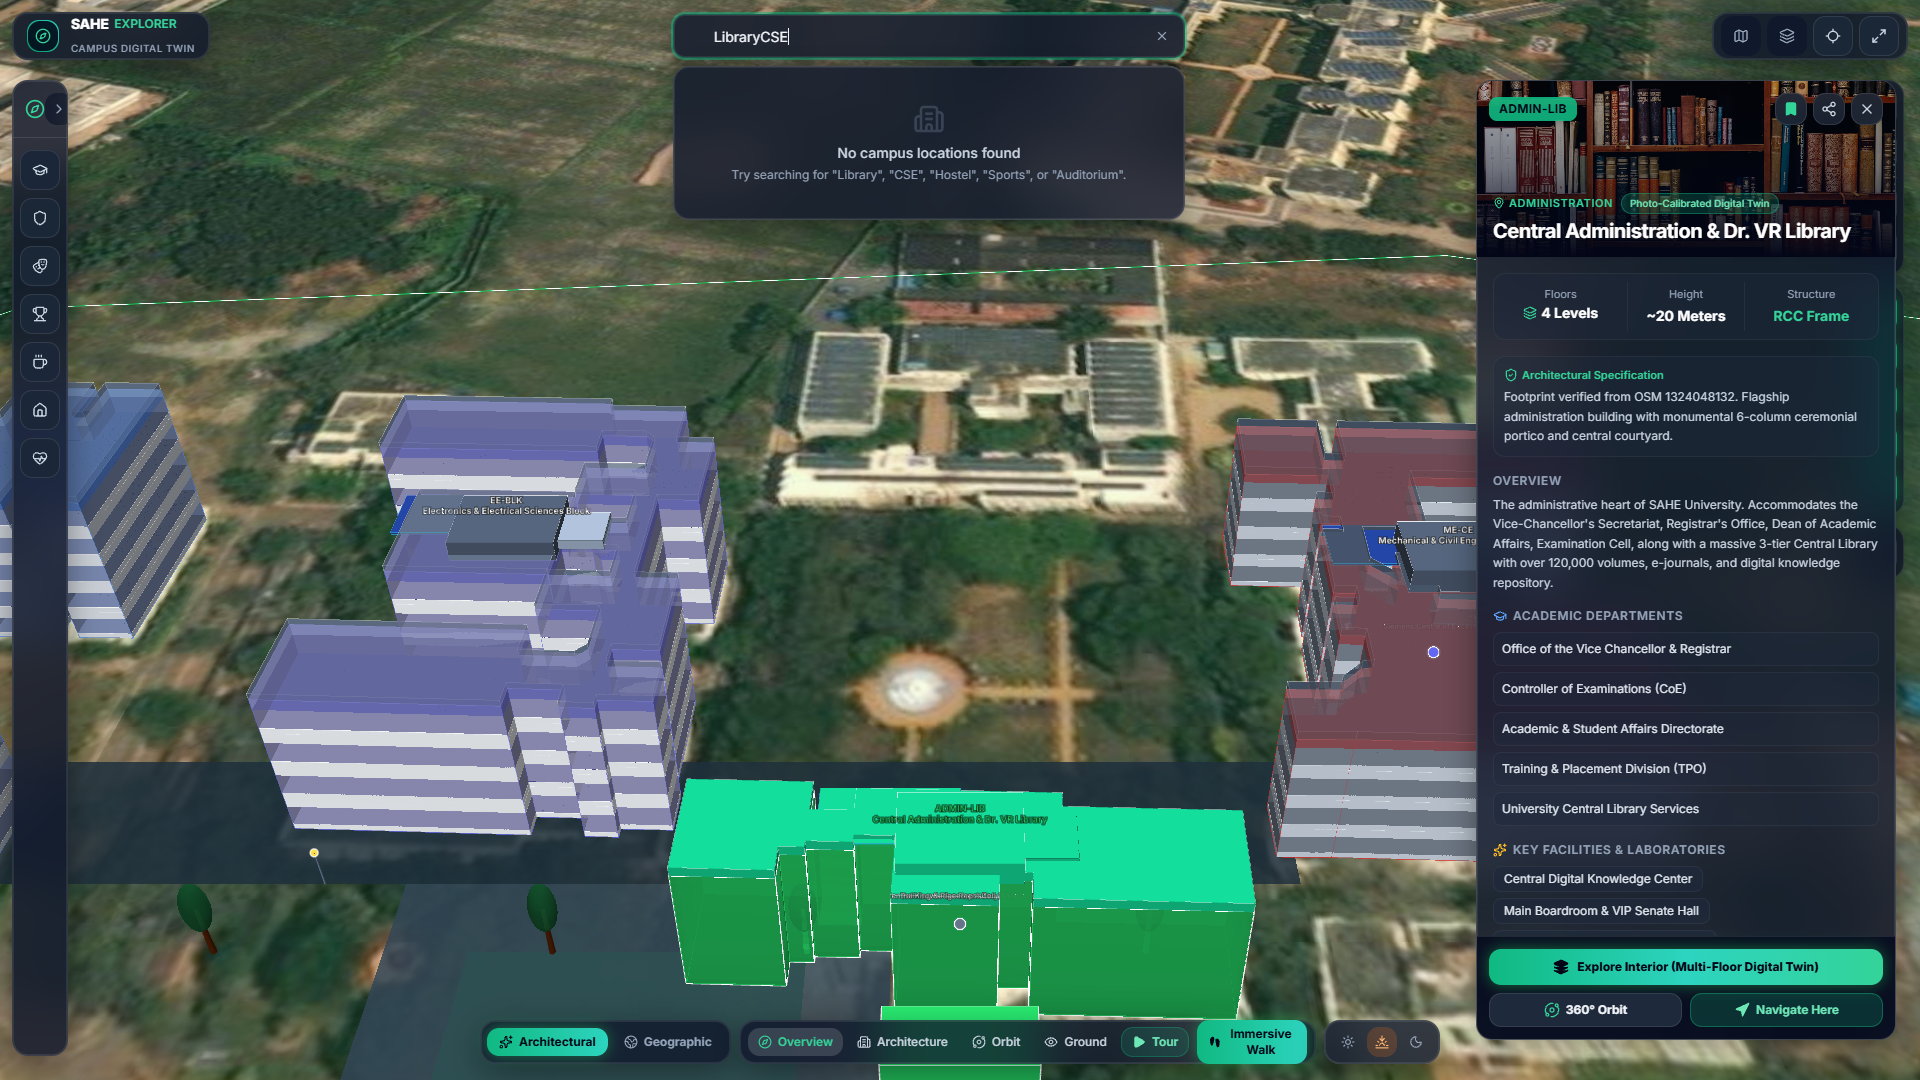 SAHE EXPLORER
CAMPUS DIGITAL TWIN
LibraryCSE
No campus locations found
Try searching for "Library", "CSE", "Hostel", "Sports", or "Auditorium".
ADMIN-LIB
ADMINISTRATION
Photo-Calibrated Digital Twin
Central Administration & Dr. VR Library
Floors
4 Levels
Height
~20 Meters
Structure
RCC Frame
Architectural Specification
Footprint verified from OSM 1324048132. Flagship
administration building with monumental 6-column ceremonial
portico and central courtyard.
OVERVIEW
The administrative heart of SAHE University. Accommodates the
Vice-Chancellor's Secretariat, Registrar's Office, Dean of Academic
Affairs, Examination Cell, along with a massive 3-tier Central Library
with over 120,000 volumes, e-journals, and digital knowledge
repository.
ACADEMIC DEPARTMENTS
Office of the Vice Chancellor & Registrar
Controller of Examinations (CoE)
Academic & Student Affairs Directorate
Training & Placement Division (TPO)
University Central Library Services
KEY FACILITIES & LABORATORIES
Central Digital Knowledge Center
Main Boardroom & VIP Senate Hall
Explore Interior (Multi-Floor Digital Twin)
360° Orbit
Navigate Here
EE-BLK
Electronics & Electrical Sciences Block
ME-CE
Mechanical & Civil Eng
ADMIN-LIB
Central Administration & Dr. VR Library
Architectural
Geographic
Overview
Architecture
Orbit
Ground
Tour
Immersive
Walk